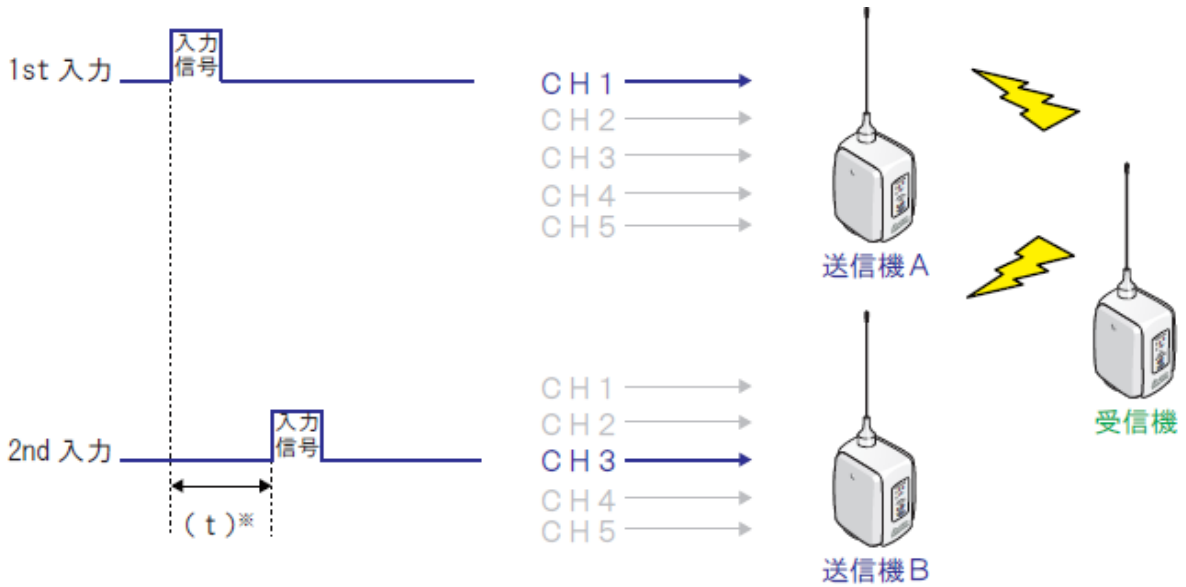 1st 入力
入力
信号
CH1
CH2
CH3
CH4
CH5
送信機A
2nd 入力
入力
信号
(t)※
CH1
CH2
CH3
CH4
CH5
送信機B
受信機